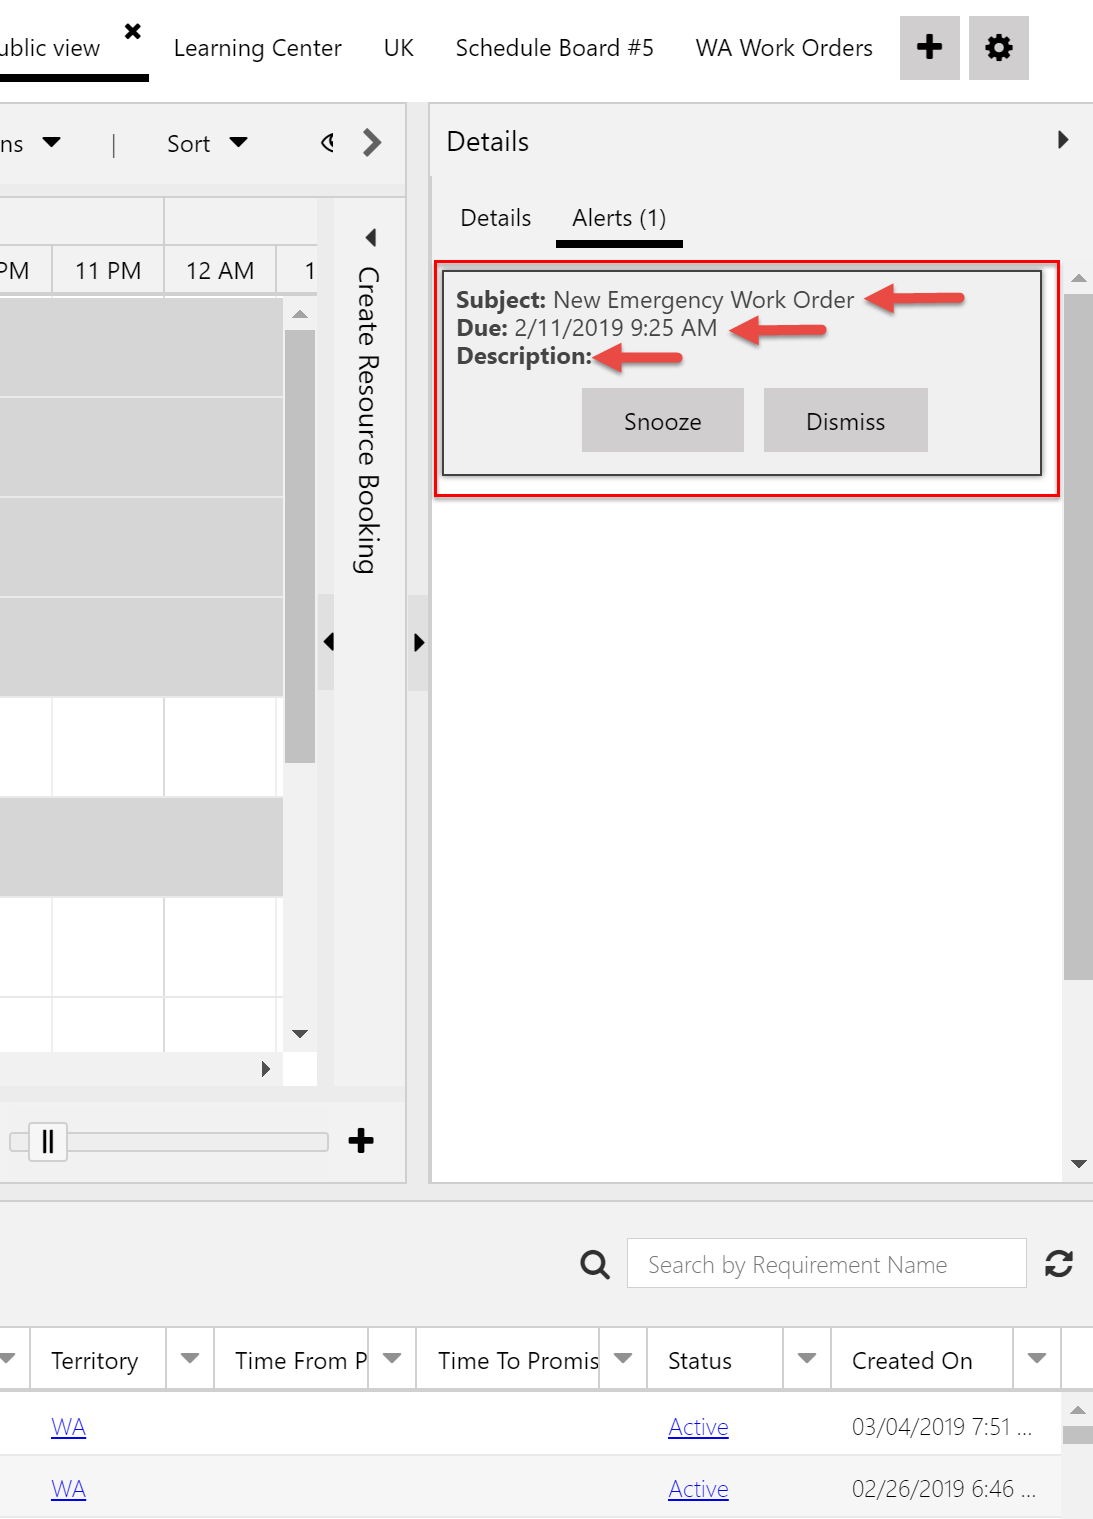 ublic view Learning Center UK Schedule Board #5 WA Work Orders
ns | Sort
PM 11 PM 12 AM 1
Create Resource Booking
Details
Details Alerts (1)
Subject: New Emergency Work Order
Due: 2/11/2019 9:25 AM
Description:
Snooze Dismiss
Search by Requirement Name
Territory Time From P Time To Promis Status Created On
WA Active 03/04/2019 7:51 ...
WA Active 02/26/2019 6:46 ...